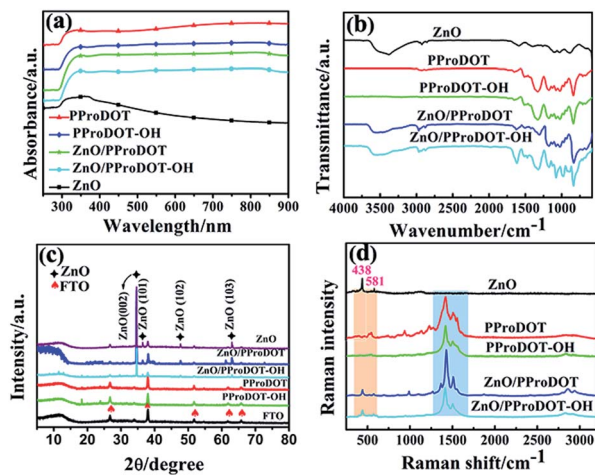 (a)
Absorbance/a.u.
PProDOT
PProDOT-OH
ZnO/PProDOT
ZnO/PProDOT-OH
ZnO
300 400 500 600 700 800 900
Wavelength/nm
(b)
Transmittance/a.u.
ZnO
PProDOT
PProDOT-OH
ZnO/PProDOT
ZnO/PProDOT-OH
4000 3500 3000 2500 2000 1500 1000
Wavenumber/cm-1
(c)
Intensity/a.u.
ZnO
FTO
ZnO(002)
ZnO (101)
ZnO (102)
ZnO (103)
ZnO
ZnO/PProDOT
ZnO/PProDOT-OH
PProDOT
PProDOT-OH
FTO
0 10 20 30 40 50 60 70 80
2θ/degree
(d)
Raman intensity
438
581
ZnO
PProDOT
PProDOT-OH
ZnO/PProDOT
ZnO/PProDOT-OH
500 1000 1500 2000 2500 3000
Raman shift/cm-1